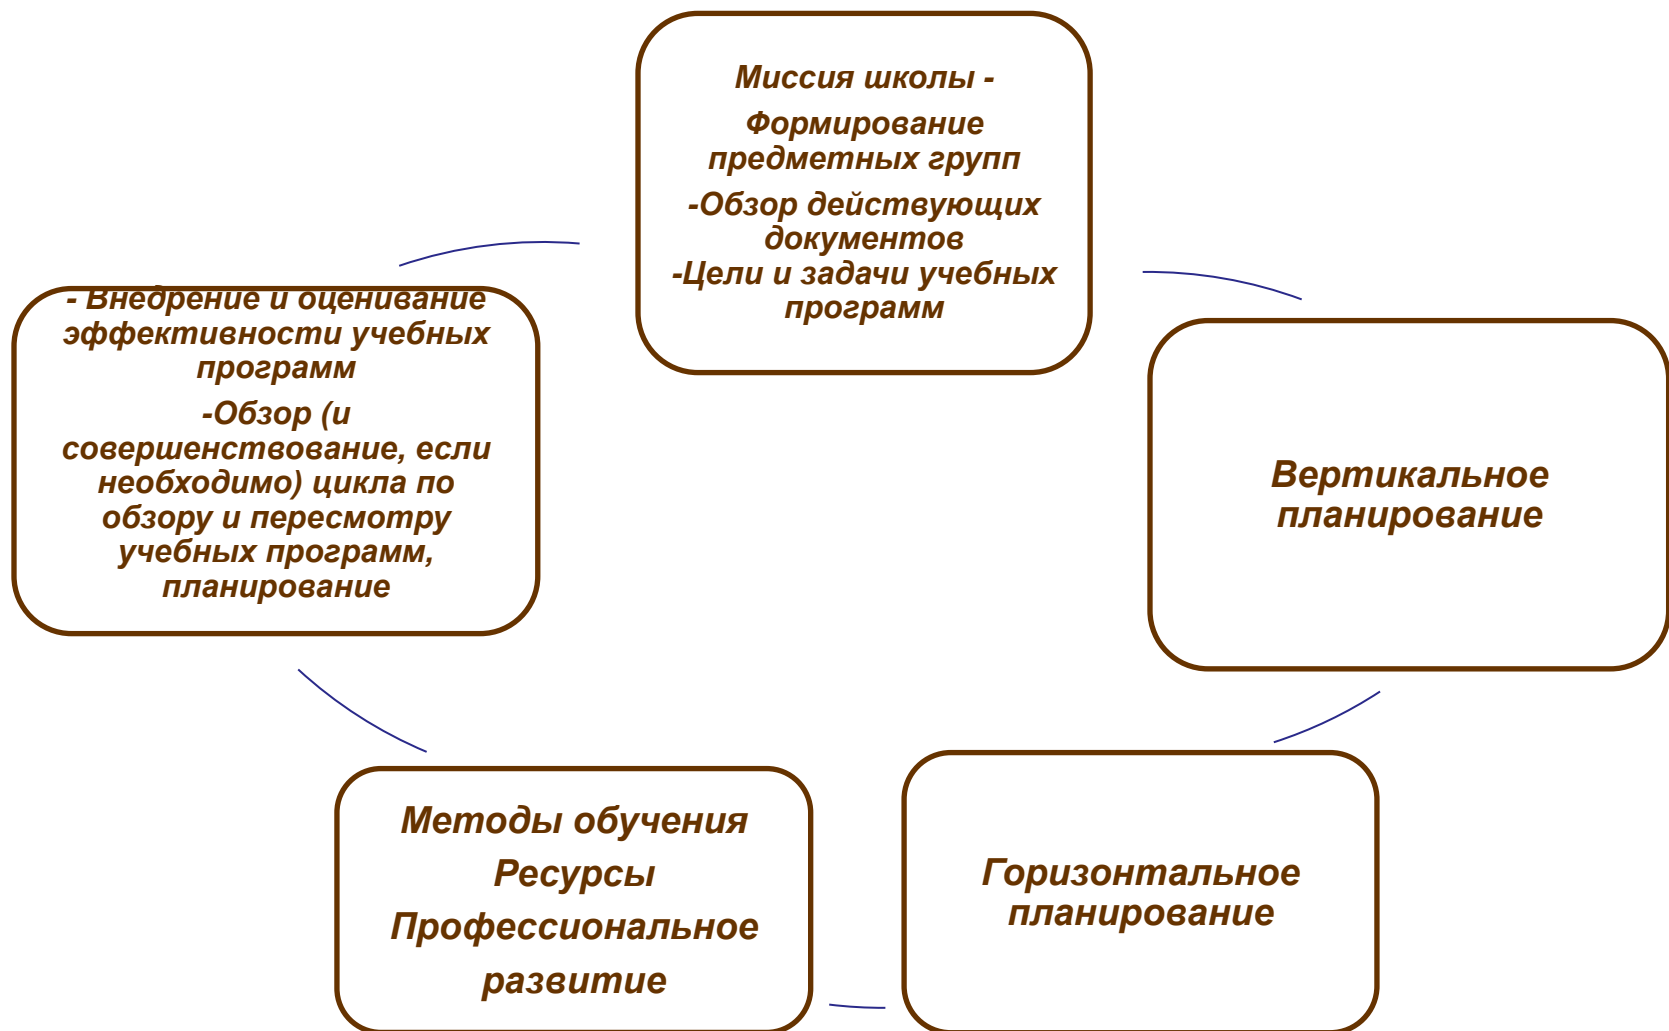 Миссия школы -
Формирование
предметных групп
-Обзор действующих
документов
-Цели и задачи учебных
программ
- Внедрение и оценивание
эффективности учебных
программ
-Обзор (и
совершенствование, если
необходимо) цикла по
обзору и пересмотру
учебных программ,
планирование
Вертикальное
планирование
Методы обучения
Ресурсы
Профессиональное
развитие
Горизонтальное
планирование